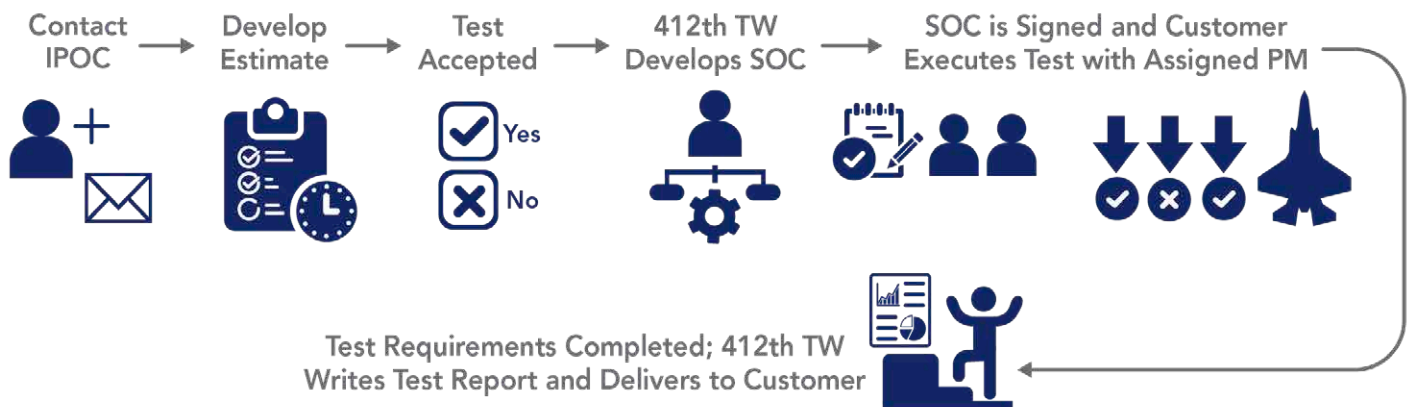 Contact
IPOC
Develop
Estimate
Test
Accepted
412th TW
Develops SOC
SOC is Signed and Customer
Executes Test with Assigned PM
Yes
No
Test Requirements Completed; 412th TW
Writes Test Report and Delivers to Customer